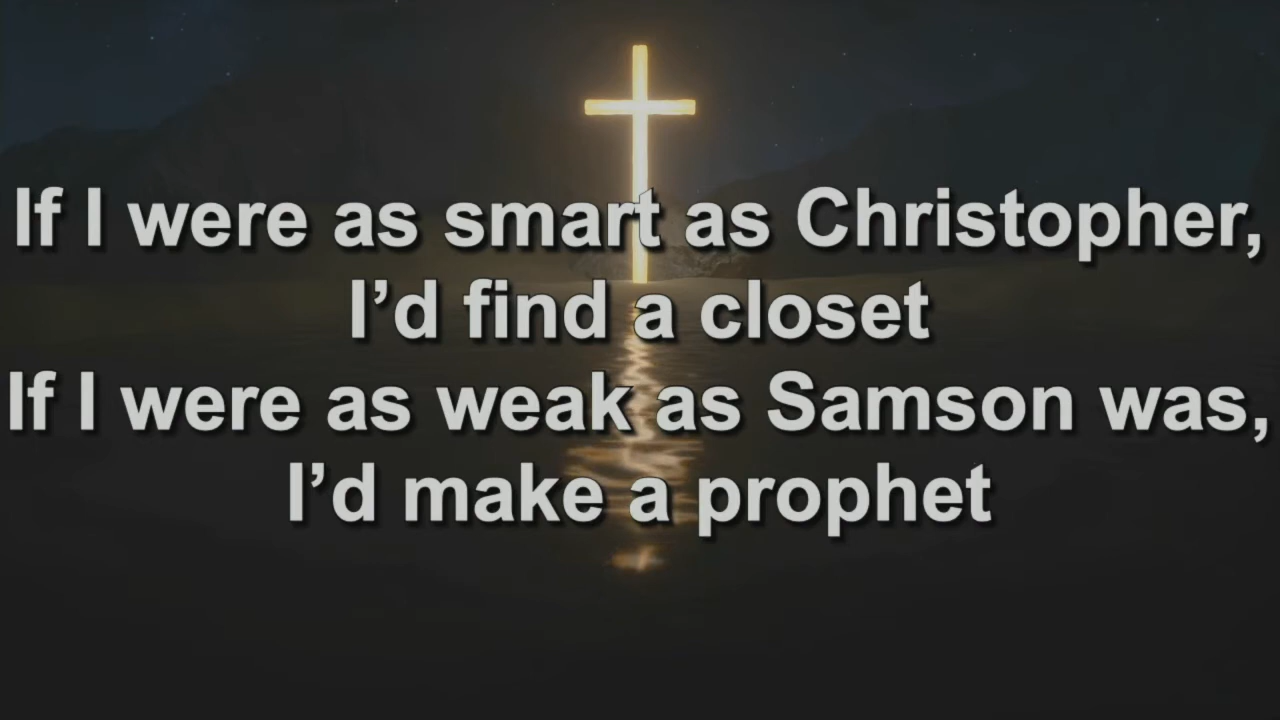 If I were as smart as Christopher,
I’d find a closet
If I were as weak as Samson was,
I’d make a prophet